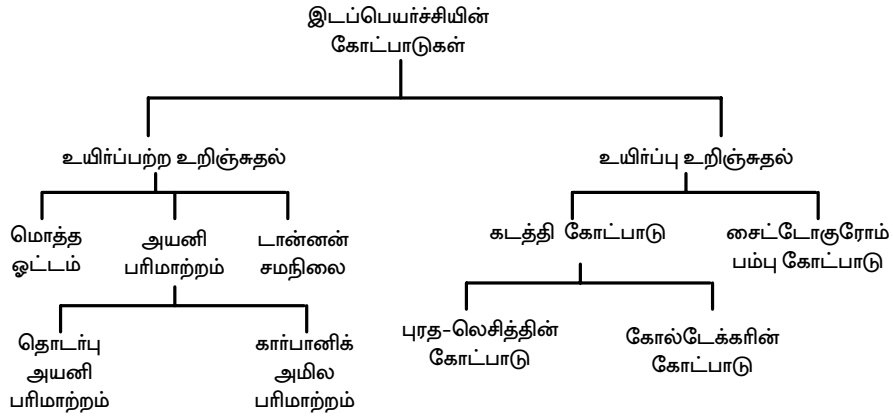 இடப்பெயர்ச்சியின்
கோட்பாடுகள்
உயிர்ப்பற்ற உறிஞ்சுதல்
உயிர்ப்பு உறிஞ்சுதல்
மொத்த
ஓட்டம்
அயனி
பரிமாற்றம்
டான்னன்
சமநிலை
கடத்தி கோட்பாடு
சைட்டோகுரோம்
பம்பு கோட்பாடு
தொடர்பு
அயனி
பரிமாற்றம்
கார்பானிக்
அமில
பரிமாற்றம்
புரத-லெசித்தின்
கோட்பாடு
கோல்டேக்கரின்
கோட்பாடு